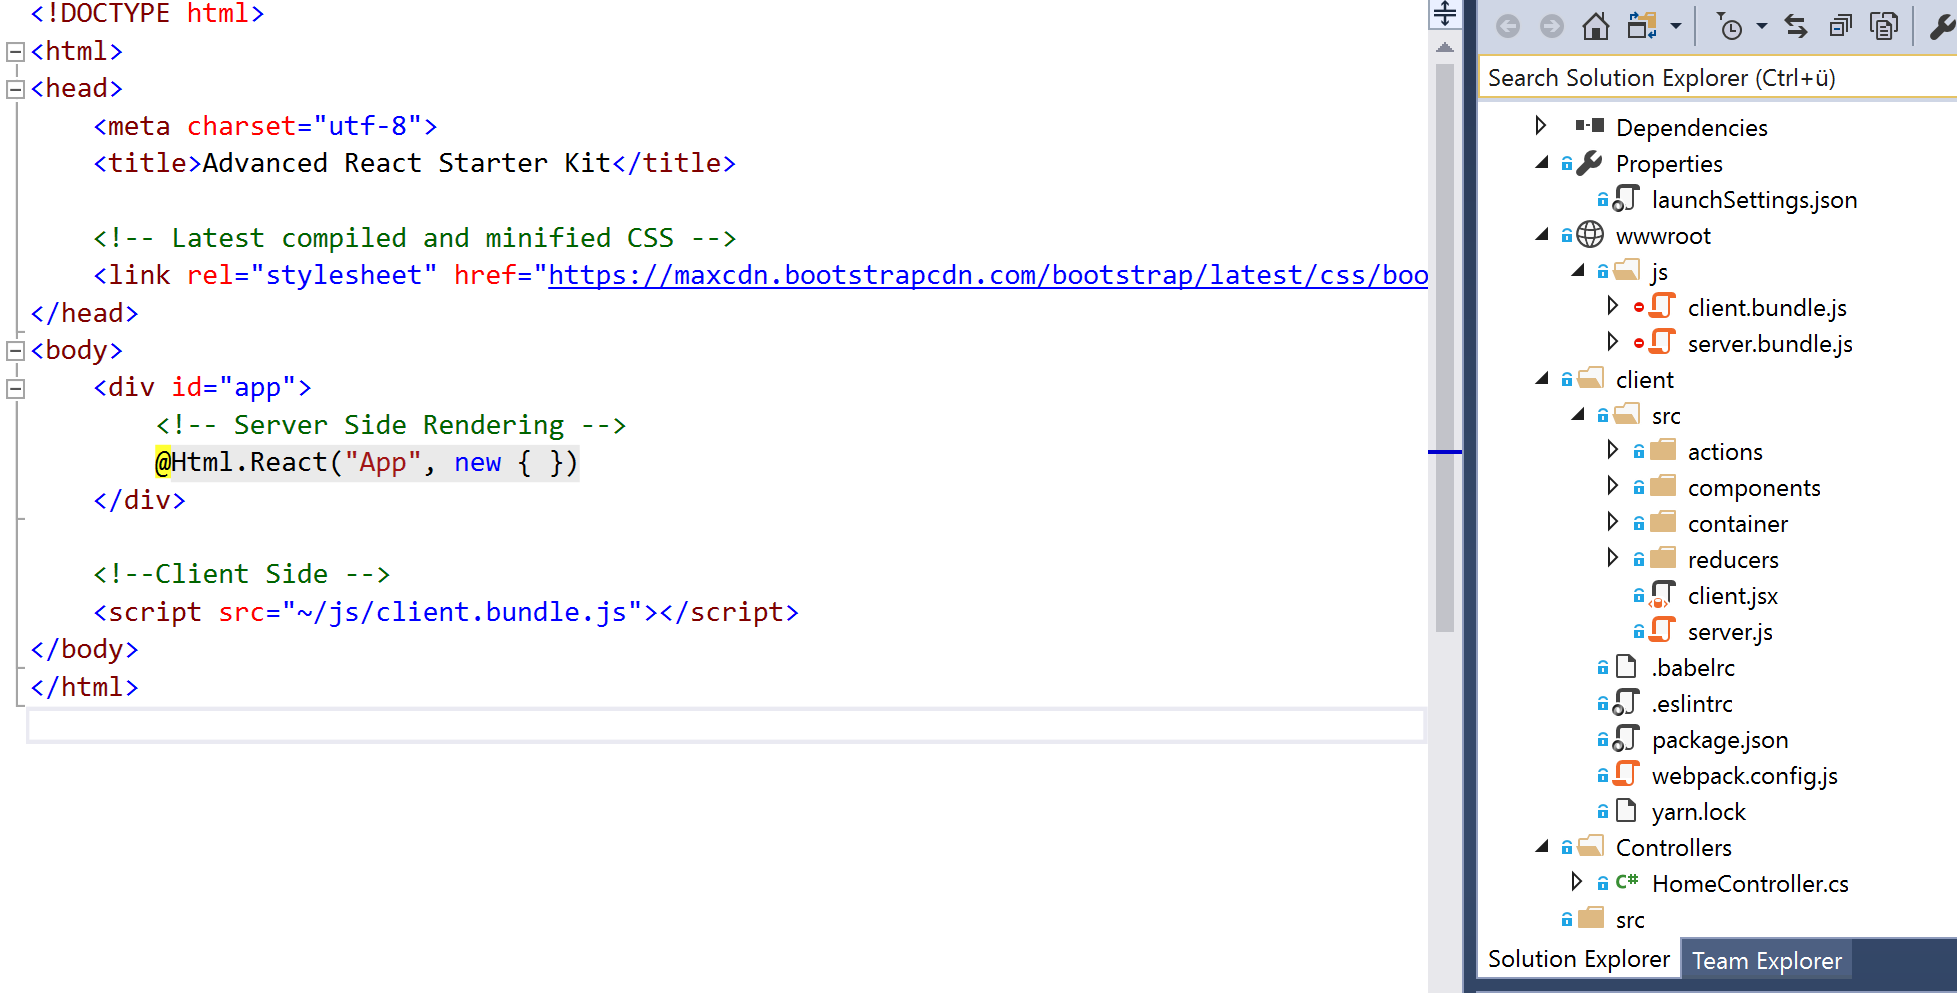 <!DOCTYPE html>
<html>
<head>
<meta charset="utf-8">
<title>Advanced React Starter Kit</title>
<!-- Latest compiled and minified CSS -->
<link rel="stylesheet" href="https://maxcdn.bootstrapcdn.com/bootstrap/latest/css/boo
</head>
<body>
<div id="app">
<!-- Server Side Rendering -->
@Html.React("App", new { })
</div>
<!--Client Side -->
<script src="~/js/client.bundle.js"></script>
</body>
</html>
Search Solution Explorer (Ctrl+ü)
Dependencies
Properties
launchSettings.json
wwwroot
js
client.bundle.js
server.bundle.js
client
src
actions
components
container
reducers
client.jsx
server.js
.babelrc
.eslintrc
package.json
webpack.config.js
yarn.lock
Controllers
C# HomeController.cs
src
Solution Explorer Team Explorer